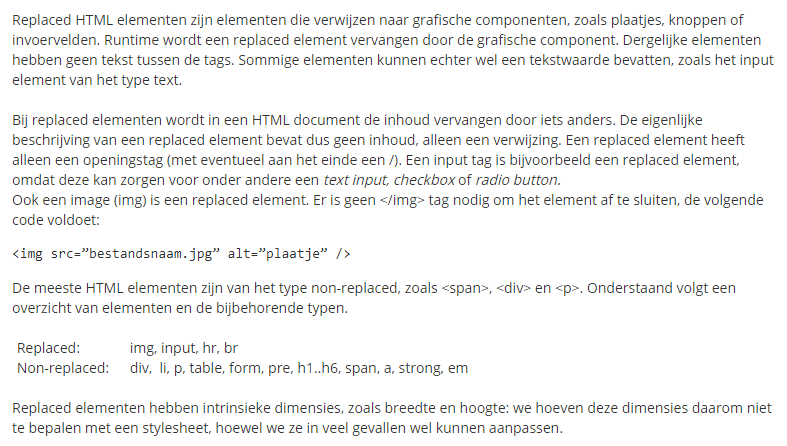 Replaced HTML elementen zijn elementen die verwijzen naar grafische componenten, zoals plaatjes, knoppen of
invoervelden. Runtime wordt een replaced element vervangen door de grafische component. Dergelijke elementen
hebben geen tekst tussen de tags. Sommige elementen kunnen echter wel een tekstwaarde bevatten, zoals het input
element van het type text.
Bij replaced elementen wordt in een HTML document de inhoud vervangen door iets anders. De eigenlijke
beschrijving van een replaced element bevat dus geen inhoud, alleen een verwijzing. Een replaced element heeft
alleen een openingstag (met eventueel aan het einde een /). Een input tag is bijvoorbeeld een replaced element,
omdat deze kan zorgen voor onder andere een text input, checkbox of radio button.
Ook een image (img) is een replaced element. Er is geen </img> tag nodig om het element af te sluiten, de volgende
code voldoet:
<img src=”bestandsnaam.jpg” alt=”plaatje” />
De meeste HTML elementen zijn van het type non-replaced, zoals <span>, <div> en <p>. Onderstaand volgt een
overzicht van elementen en de bijbehorende typen.
Replaced: img, input, hr, br
Non-replaced: div, li, p, table, form, pre, h1..h6, span, a, strong, em
Replaced elementen hebben intrinsieke dimensies, zoals breedte en hoogte: we hoeven deze dimensies daarom niet
te bepalen met een stylesheet, hoewel we ze in veel gevallen wel kunnen aanpassen.